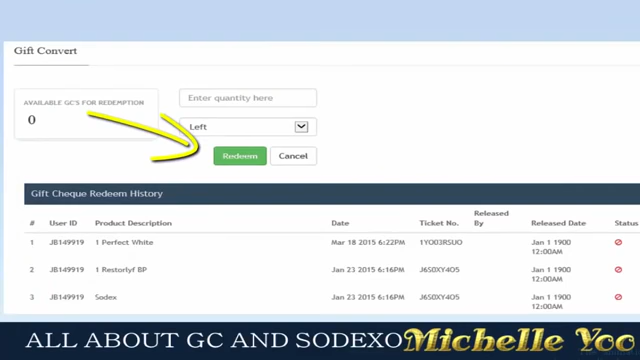 Gift Convert
AVAILABLE GC'S FOR REDEMPTION
0
Enter quantity here
Left
Redeem Cancel
Gift Cheque Redeem History
# User ID Product Description Date Ticket No. Released By Released Date Status
1 JB149919 1 Perfect White Mar 18 2015 6:22PM 1YO03RSUO Jan 1 1900 12:00AM
2 JB149919 1 Restorlyf BP Jan 23 2015 6:16PM J6S0XY4O5 Jan 1 1900 12:00AM
3 JB149919 Sodex Jan 23 2015 6:16PM J6S0XY4O5 Jan 1 1900 12:00AM
ALL ABOUT GC AND SODEXO Michelle Yoo